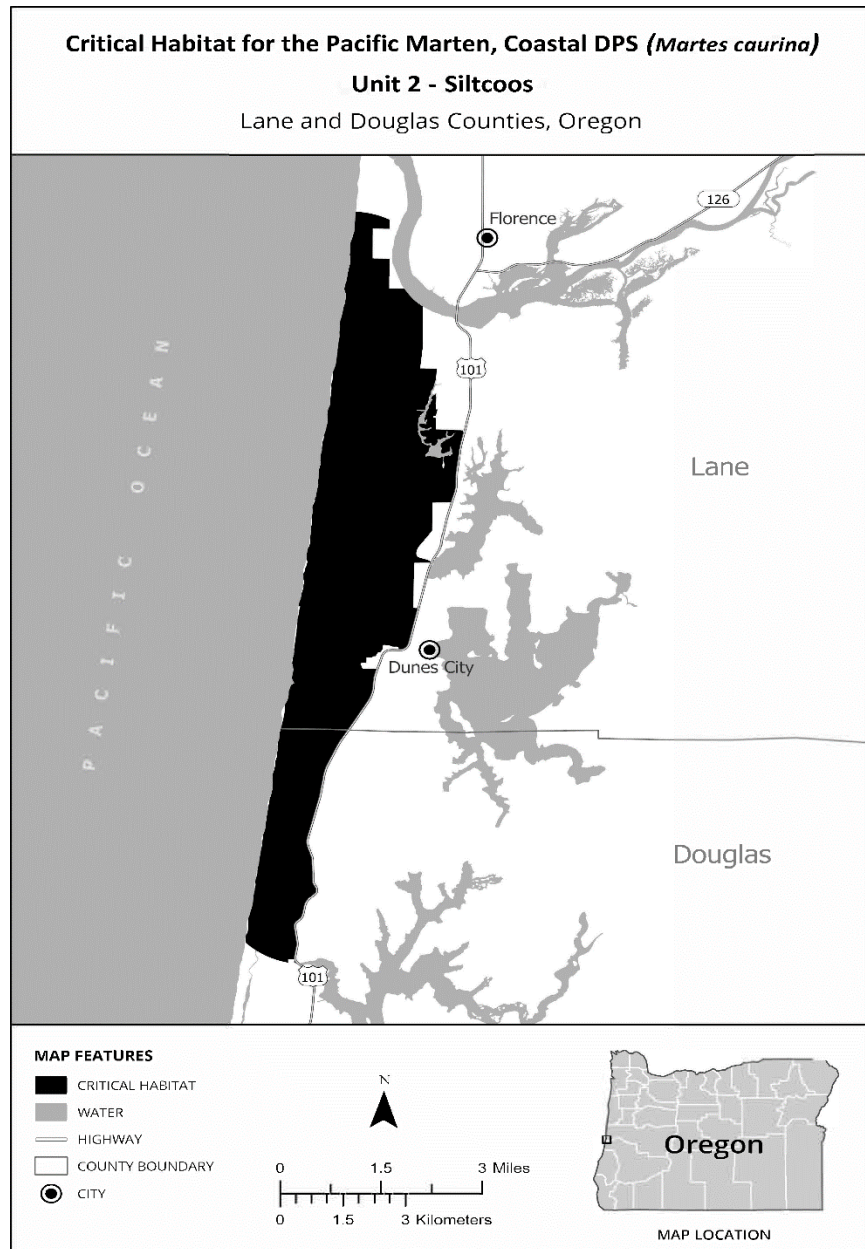 Critical Habitat for the Pacific Marten, Coastal DPS (Martes caurina)
Unit 2 - Siltcoos
Lane and Douglas Counties, Oregon
126
Florence
101
PACIFIC OCEAN
Lane
Dunes City
Douglas
101
MAP FEATURES
CRITICAL HABITAT
WATER
HIGHWAY
COUNTY BOUNDARY
CITY
N
0 1.5 3 Miles
0 1.5 3 Kilometers
Oregon
MAP LOCATION